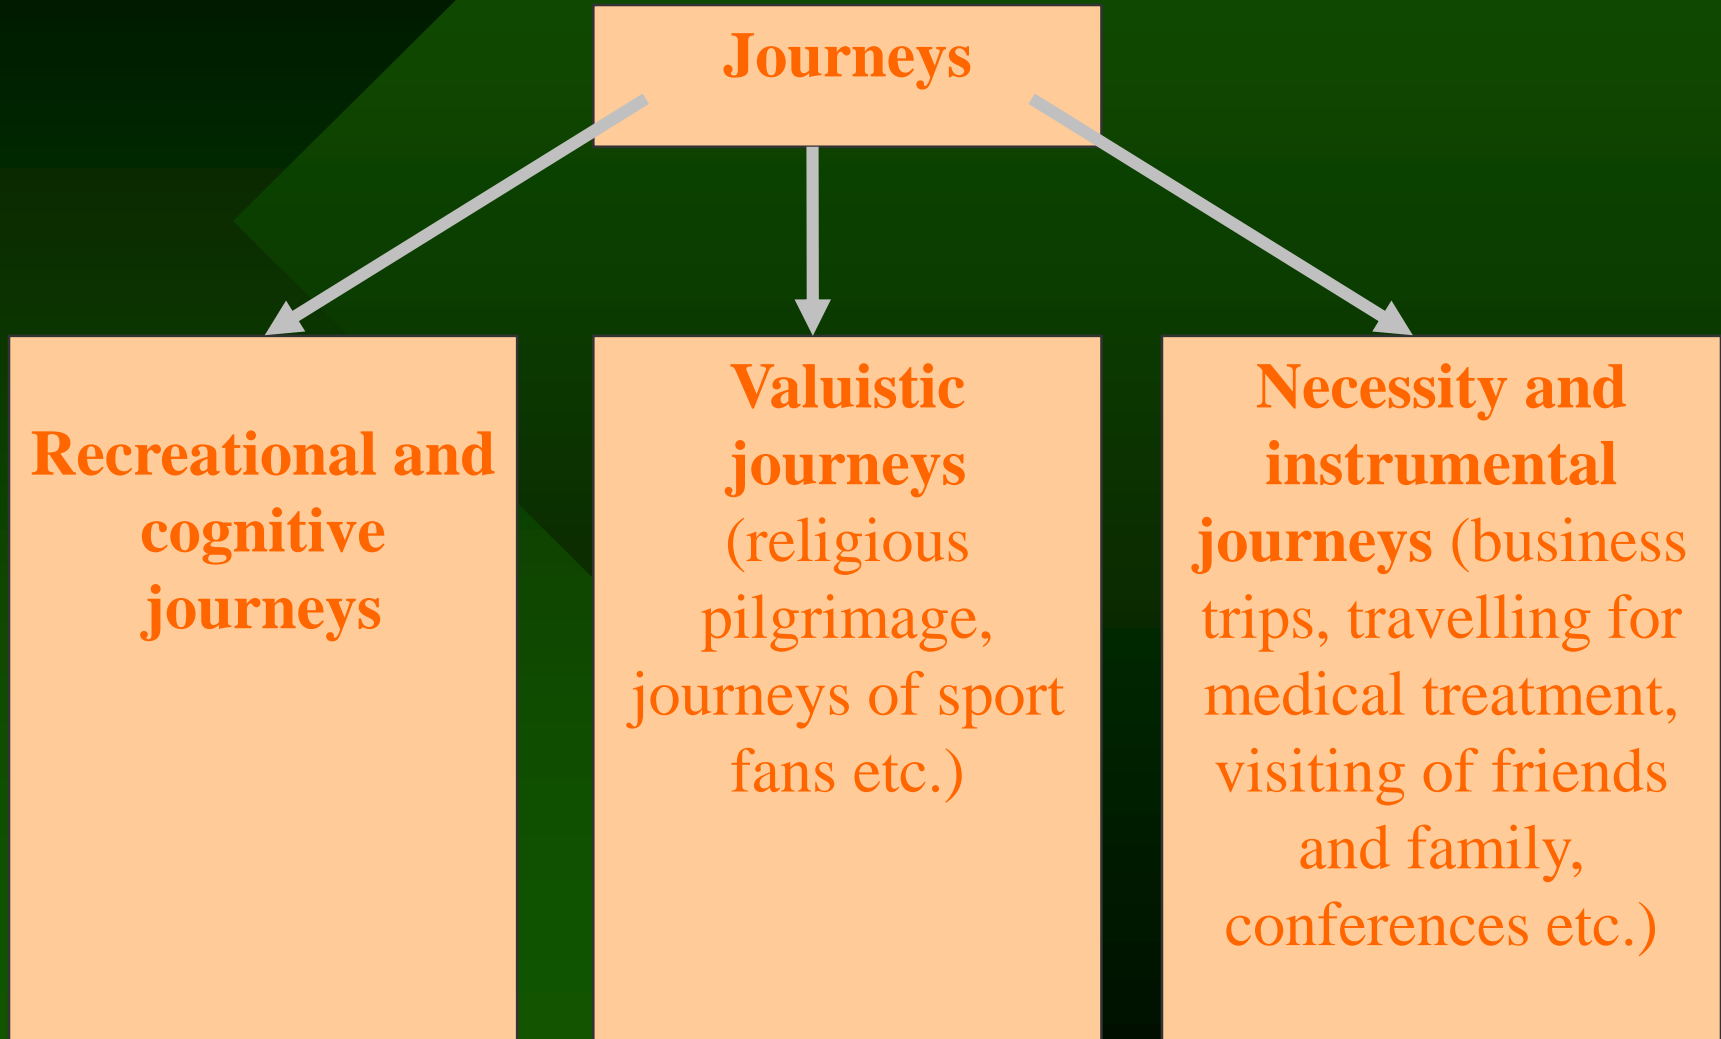 Journeys
Recreational and
cognitive
journeys
Valuistic
journeys
(religious
pilgrimage,
journeys of sport
fans etc.)
Necessity and
instrumental
journeys (business
trips, travelling for
medical treatment,
visiting of friends
and family,
conferences etc.)